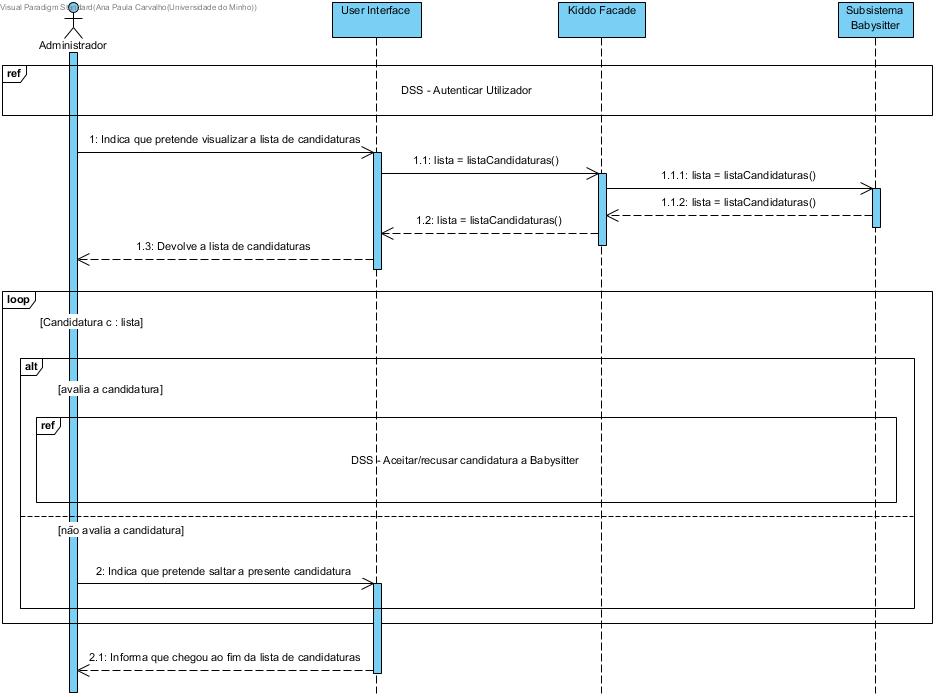 Visual Paradigm Standard(Ana Paula Carvalho(Universidade do Minho))
Administrador
User Interface
Kiddo Facade
Subsistema
Babysitter
ref
DSS - Autenticar Utilizador
1: Indica que pretende visualizar a lista de candidaturas
1.1: lista = listaCandidaturas()
1.1.1: lista = listaCandidaturas()
1.1.2: lista = listaCandidaturas()
1.2: lista = listaCandidaturas()
1.3: Devolve a lista de candidaturas
loop
[Candidatura c : lista]
alt
[avalia a candidatura]
ref
DSS - Aceitar/recusar candidatura a Babysitter
[não avalia a candidatura]
2: Indica que pretende saltar a presente candidatura
2.1: Informa que chegou ao fim da lista de candidaturas